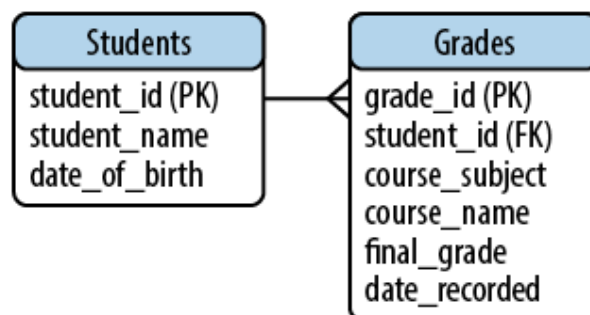 Students
student_id (PK)
student_name
date_of_birth
Grades
grade_id (PK)
student_id (FK)
course_subject
course_name
final_grade
date_recorded